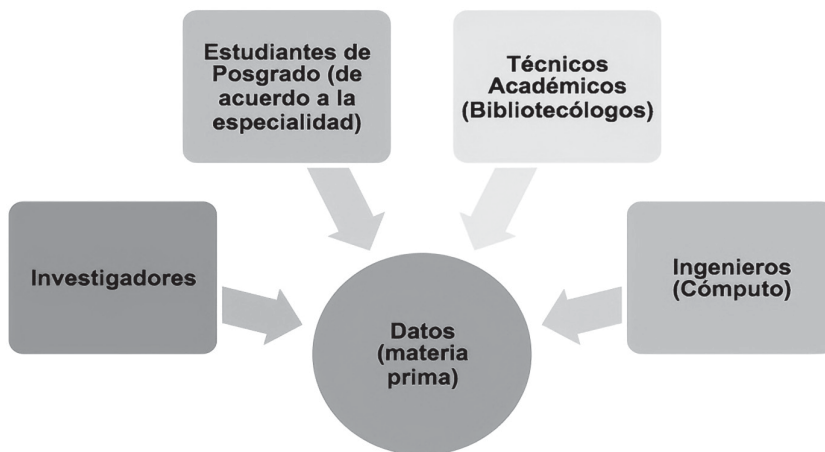 Estudiantes de
Posgrado (de
acuerdo a la
especialidad)
Técnicos
Académicos
(Bibliotecólogos)
Investigadores
Ingenieros
(Cómputo)
Datos
(materia
prima)